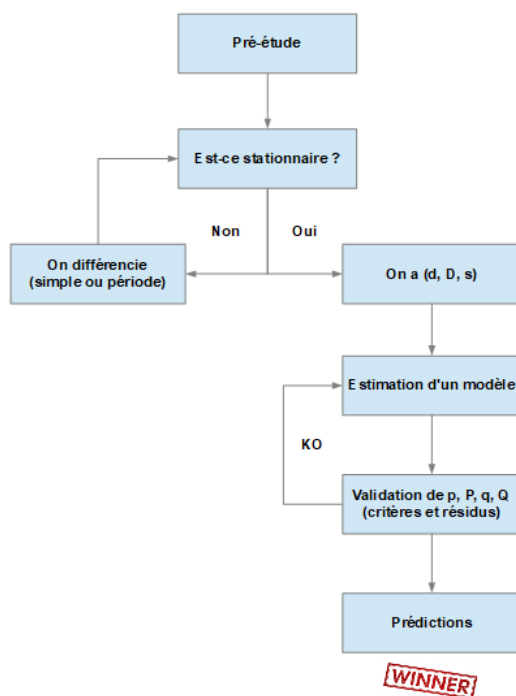 Pré-étude
Est-ce stationnaire ?
Non
Oui
On différencie
(simple ou période)
On a (d, D, s)
Estimation d'un modèle
KO
Validation de p, P, q, Q
(critères et résidus)
Prédictions
WINNER